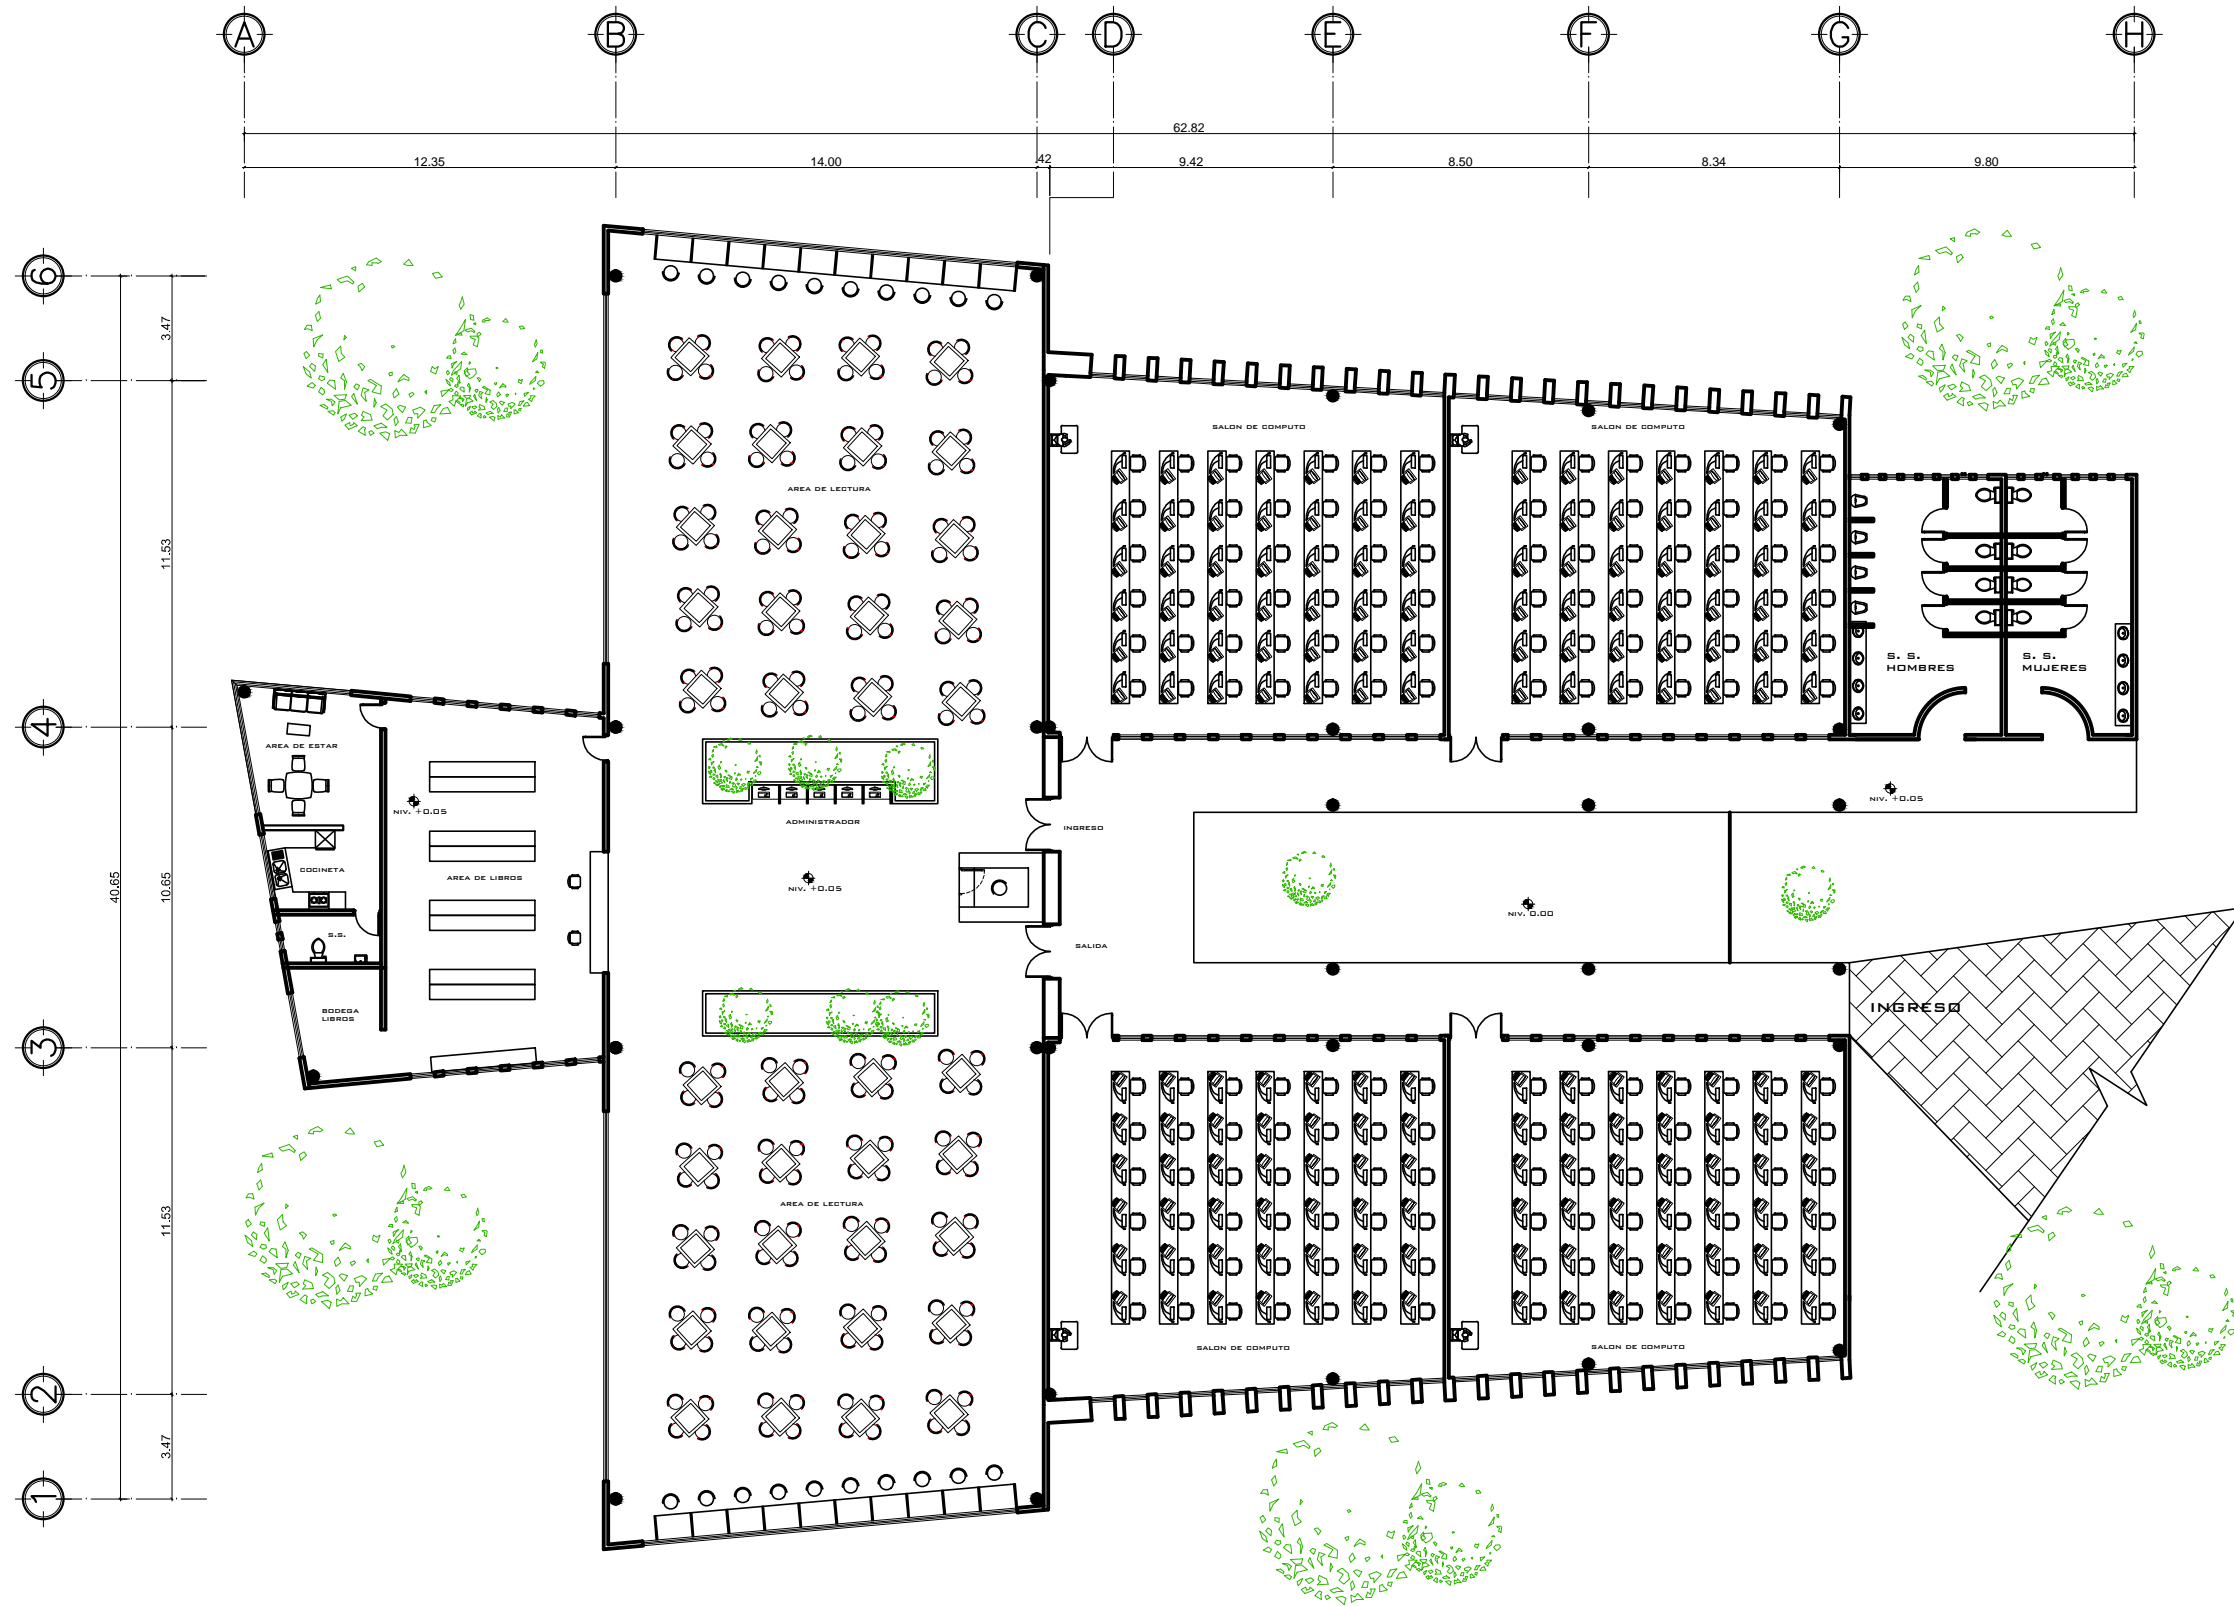 A B C D E F G H
62.82
12.35 14.00 .42 9.42 8.50 8.34 9.80
6
3.47
5
11.53
4
40.65
10.65
3
11.53
2
3.47
1
SALON DE COMPUTO
SALON DE COMPUTO
AREA DE LECTURA
S. S.
HOMBRES
S. S.
MUJERES
AREA DE ESTAR
NIV. +0.05
ADMINISTRADOR
INGRESO
NIV. +0.05
COCINETA
AREA DE LIBROS
NIV. +0.05
NIV. 0.00
S.S.
SALIDA
BODEGA
LIBROS
INGRESO
AREA DE LECTURA
SALON DE COMPUTO
SALON DE COMPUTO